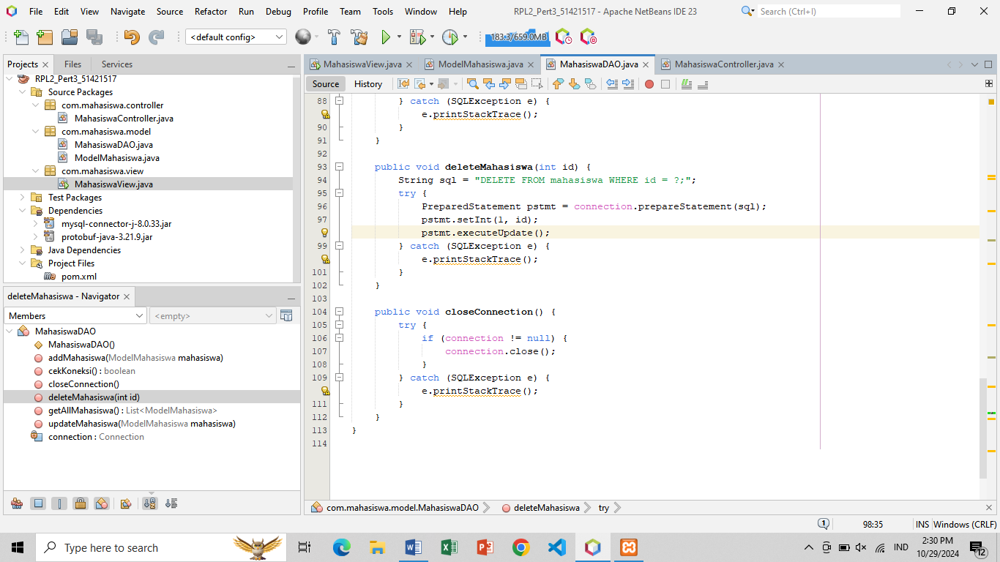 File Edit View Navigate Source Refactor Run Debug Profile Team Tools Window Help
RPL2_Pert3_51421517 - Apache NetBeans IDE 23
Search (Ctrl+I)
<default config>
183.3/659.0MB
Projects Files Services
RPL2_Pert3_51421517
Source Packages
com.mahasiswa.controller
MahasiswaController.java
com.mahasiswa.model
MahasiswaDAO.java
ModelMahasiswa.java
com.mahasiswa.view
MahasiswaView.java
Test Packages
Dependencies
mysql-connector-j-8.0.33.jar
protobuf-java-3.21.9.jar
Java Dependencies
Project Files
pom.xml
deleteMahasiswa - Navigator
Members <empty>
MahasiswaDAO
MahasiswaDAO()
addMahasiswa(ModelMahasiswa mahasiswa)
cekKoneksi() : boolean
closeConnection()
deleteMahasiswa(int id)
getAllMahasiswa() : List<ModelMahasiswa>
updateMahasiswa(ModelMahasiswa mahasiswa)
connection : Connection
MahasiswaView.java ModelMahasiswa.java MahasiswaDAO.java MahasiswaController.java
Source History
88 } catch (SQLException e) {
e.printStackTrace();
90 }
91 }
92
93 public void deleteMahasiswa(int id) {
94 String sql = "DELETE FROM mahasiswa WHERE id = ?;";
95 try {
96 PreparedStatement pstmt = connection.prepareStatement(sql);
97 pstmt.setInt(1, id);
pstmt.executeUpdate();
99 } catch (SQLException e) {
e.printStackTrace();
101 }
102 }
103
104 public void closeConnection() {
105 try {
106 if (connection != null) {
107 connection.close();
108 }
109 } catch (SQLException e) {
e.printStackTrace();
111 }
112 }
113 }
114
com.mahasiswa.model.MahasiswaDAO deleteMahasiswa try
1 98:35 INS Windows (CRLF)
Type here to search
IND
2:30 PM
10/29/2024
12